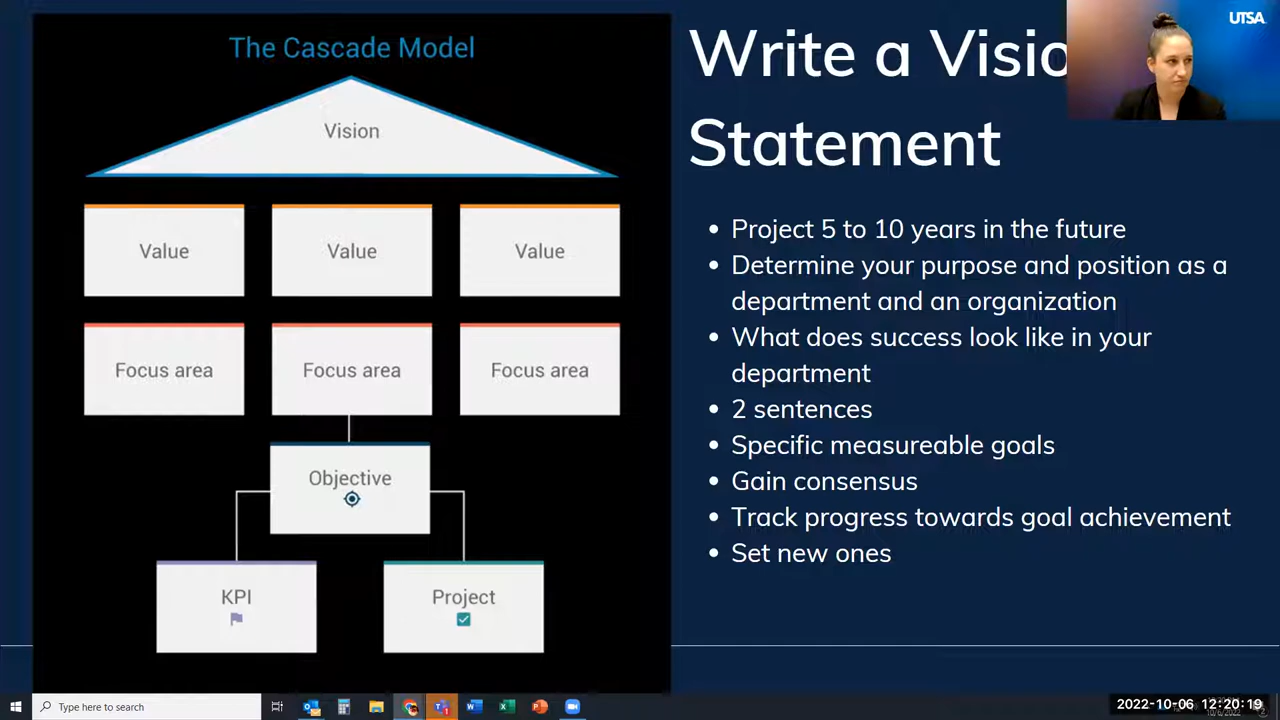 The Cascade Model
Vision
Value
Value
Value
Focus area
Focus area
Focus area
Objective
KPI
Project
Write a Visio
Statement
• Project 5 to 10 years in the future
• Determine your purpose and position as a
department and an organization
• What does success look like in your
department
• 2 sentences
• Specific measureable goals
• Gain consensus
• Track progress towards goal achievement
• Set new ones
UTSA
Type here to search
2022-10-06 12:20:19